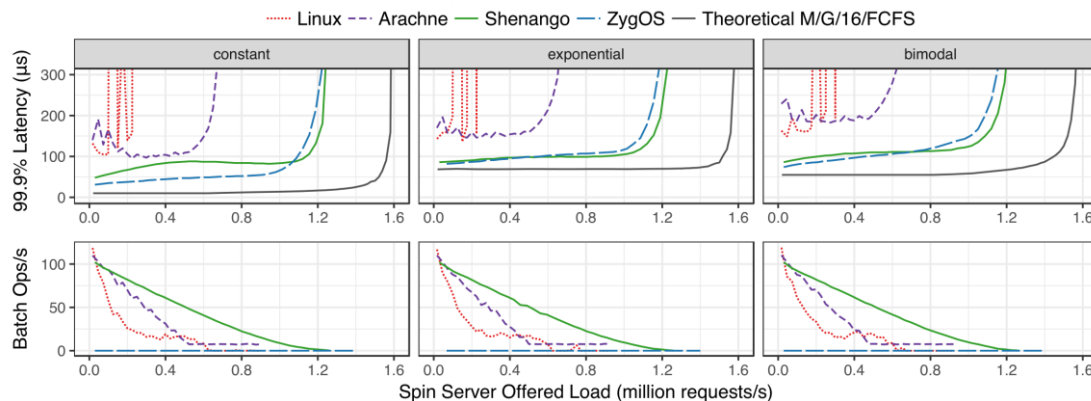 Linux Arachne Shenango ZygOS Theoretical M/G/16/FCFS
constant exponential bimodal
99.9% Latency (µs)
300
200
100
0
0.0 0.4 0.8 1.2 1.6 0.0 0.4 0.8 1.2 1.6 0.0 0.4 0.8 1.2 1.6
Batch Ops/s
100
50
0
0.0 0.4 0.8 1.2 1.6 0.0 0.4 0.8 1.2 1.6 0.0 0.4 0.8 1.2 1.6
Spin Server Offered Load (million requests/s)